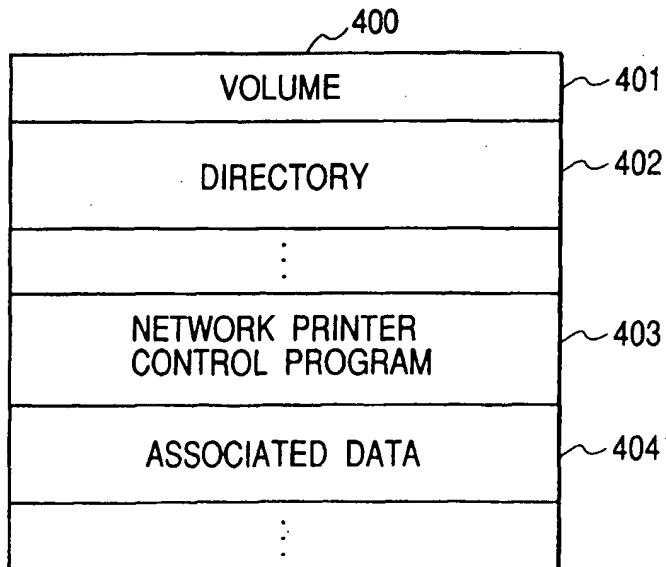 400
VOLUME
401
DIRECTORY
402
⋮
NETWORK PRINTER
CONTROL PROGRAM
403
ASSOCIATED DATA
404
⋮